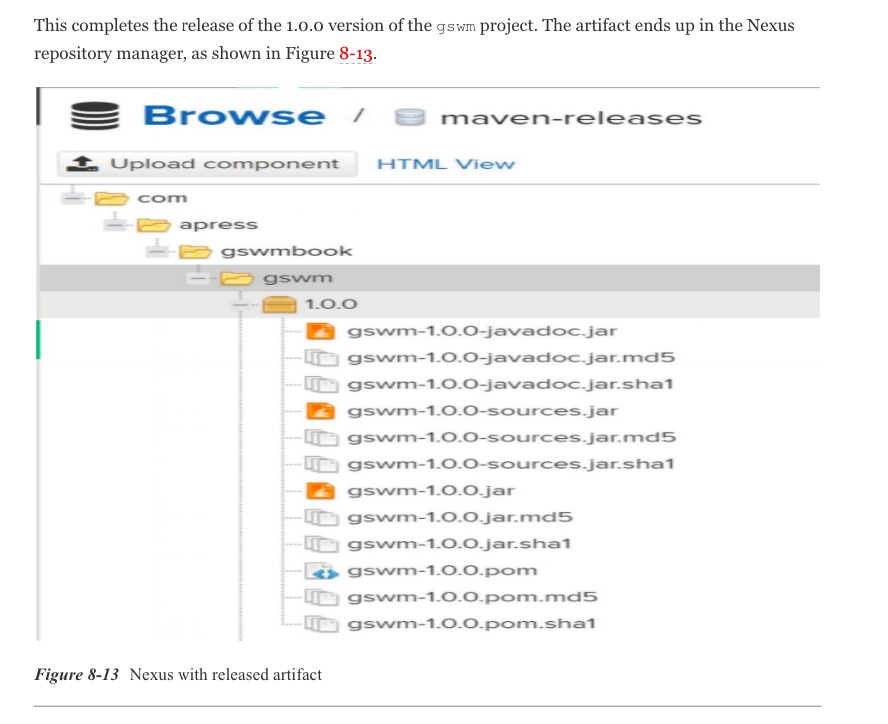 This completes the release of the 1.0.0 version of the gswm project. The artifact ends up in the Nexus
repository manager, as shown in Figure 8-13.
Browse / maven-releases
Upload component HTML View
com
apress
gswmbook
gswm
1.0.0
gswm-1.0.0-javadoc.jar
gswm-1.0.0-javadoc.jar.md5
gswm-1.0.0-javadoc.jar.sha1
gswm-1.0.0-sources.jar
gswm-1.0.0-sources.jar.md5
gswm-1.0.0-sources.jar.sha1
gswm-1.0.0.jar
gswm-1.0.0.jar.md5
gswm-1.0.0.jar.sha1
gswm-1.0.0.pom
gswm-1.0.0.pom.md5
gswm-1.0.0.pom.sha1
Figure 8-13 Nexus with released artifact